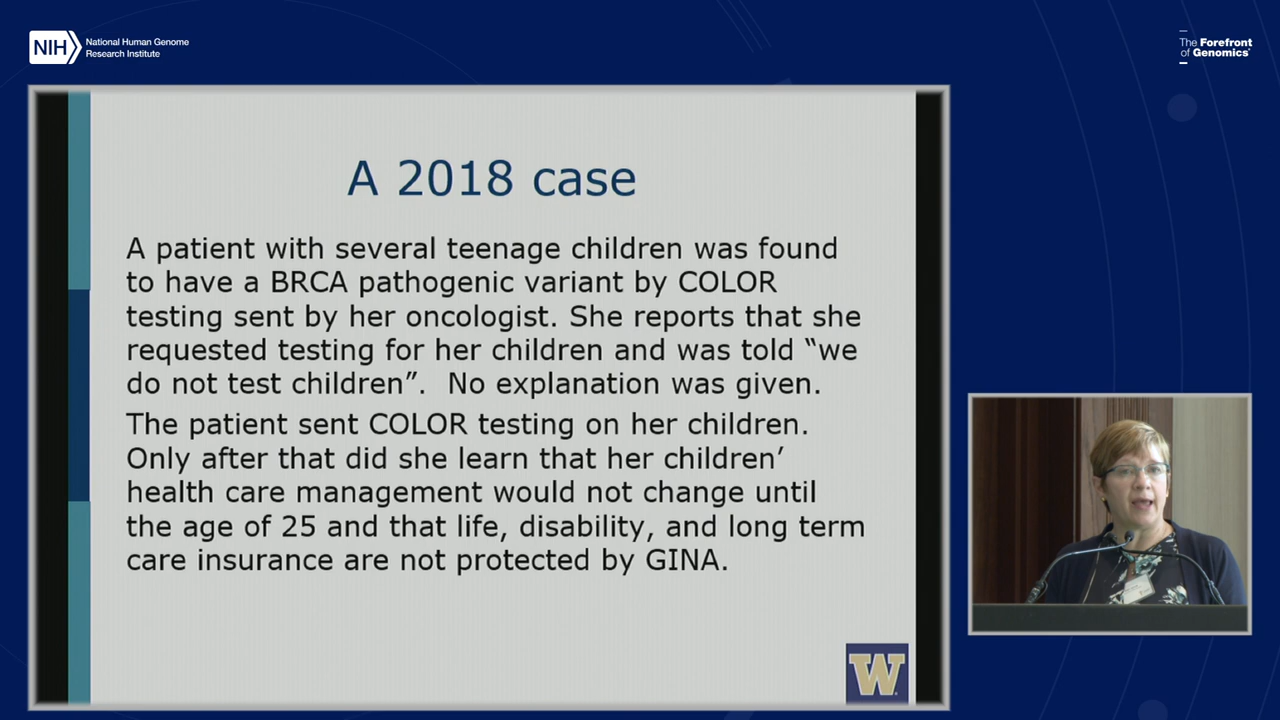 NIH
National Human Genome
Research Institute
The Forefront
of Genomics®
A 2018 case
A patient with several teenage children was found
to have a BRCA pathogenic variant by COLOR
testing sent by her oncologist. She reports that she
requested testing for her children and was told “we
do not test children”.  No explanation was given.
The patient sent COLOR testing on her children.
Only after that did she learn that her children’
health care management would not change until
the age of 25 and that life, disability, and long term
care insurance are not protected by GINA.
W